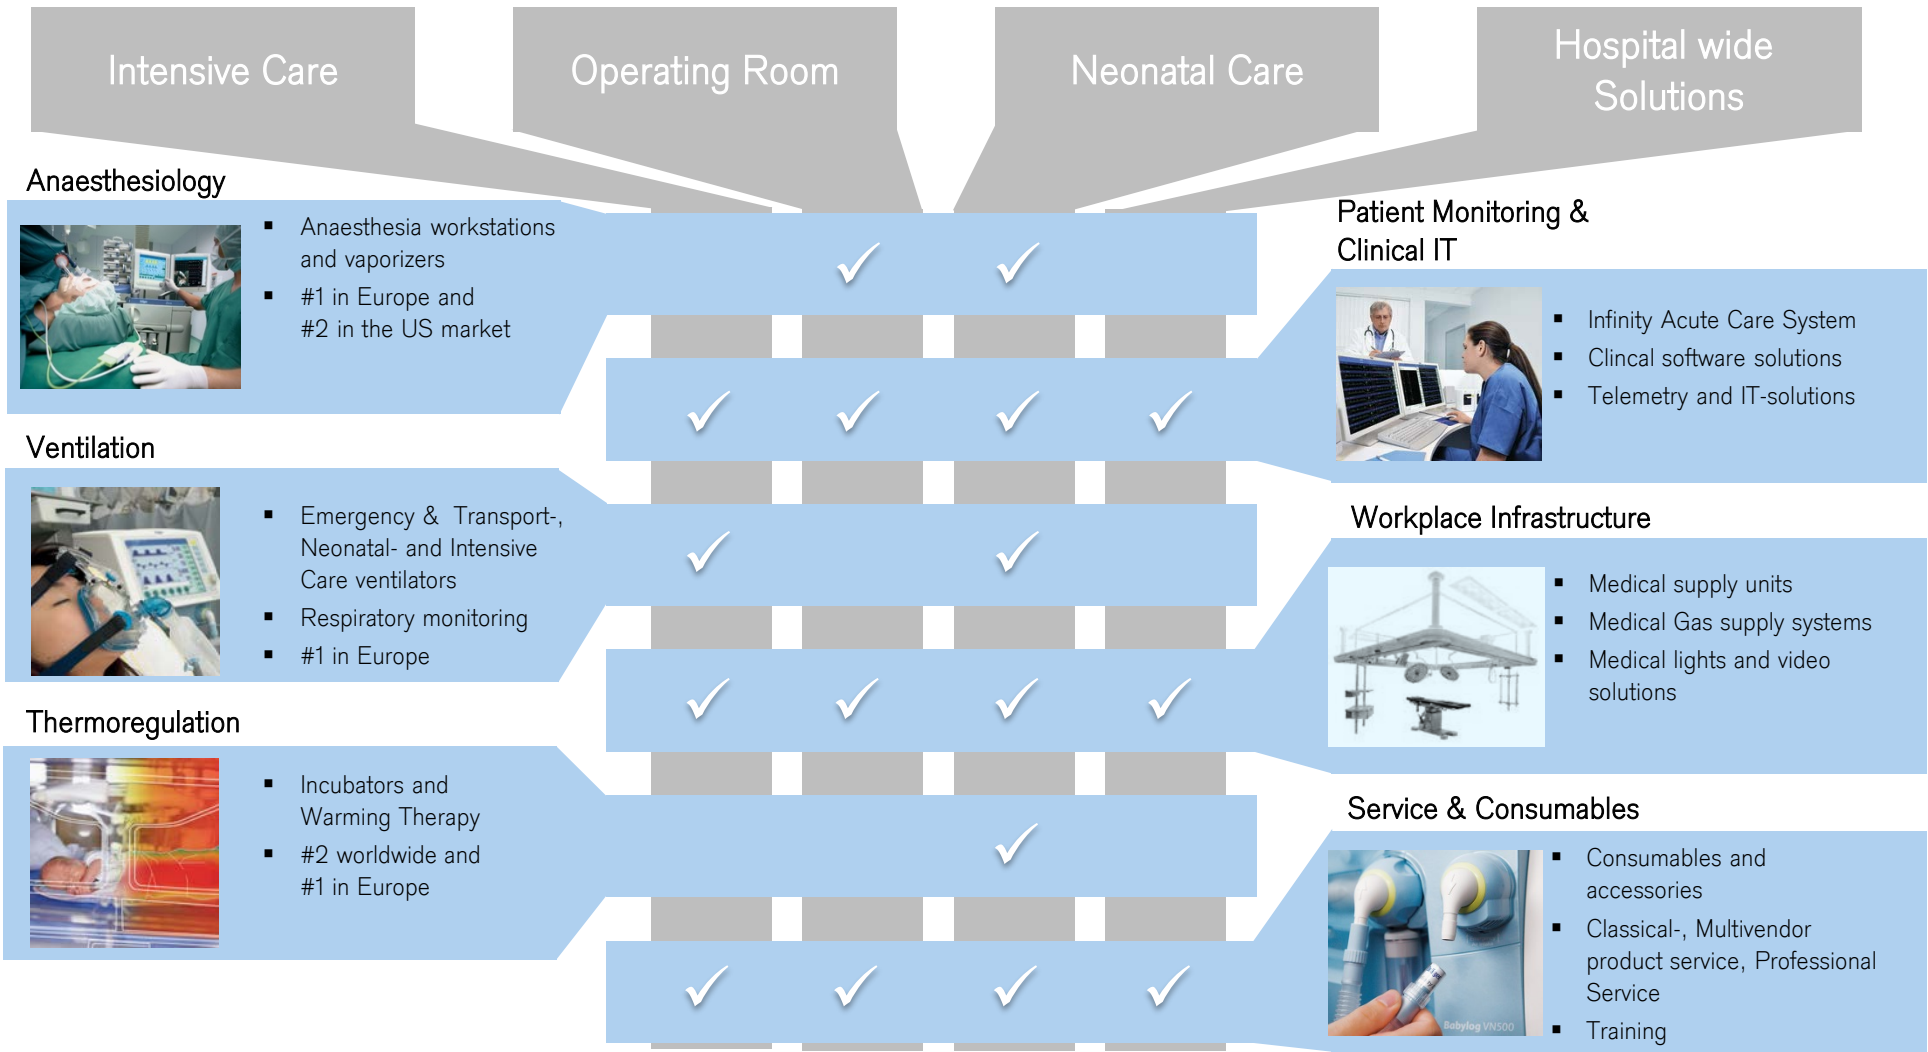 Intensive Care
Operating Room
Neonatal Care
Hospital wide
Solutions
Anaesthesiology
▪ Anaesthesia workstations
and vaporizers
▪ #1 in Europe and
#2 in the US market
Patient Monitoring &
Clinical IT
▪ Infinity Acute Care System
▪ Clincal software solutions
▪ Telemetry and IT-solutions
Ventilation
▪ Emergency & Transport-,
Neonatal- and Intensive
Care ventilators
▪ Respiratory monitoring
▪ #1 in Europe
Workplace Infrastructure
▪ Medical supply units
▪ Medical Gas supply systems
▪ Medical lights and video
solutions
Thermoregulation
▪ Incubators and
Warming Therapy
▪ #2 worldwide and
#1 in Europe
Service & Consumables
▪ Consumables and
accessories
▪ Classical-, Multivendor
product service, Professional
Service
▪ Training
Babylog VN500